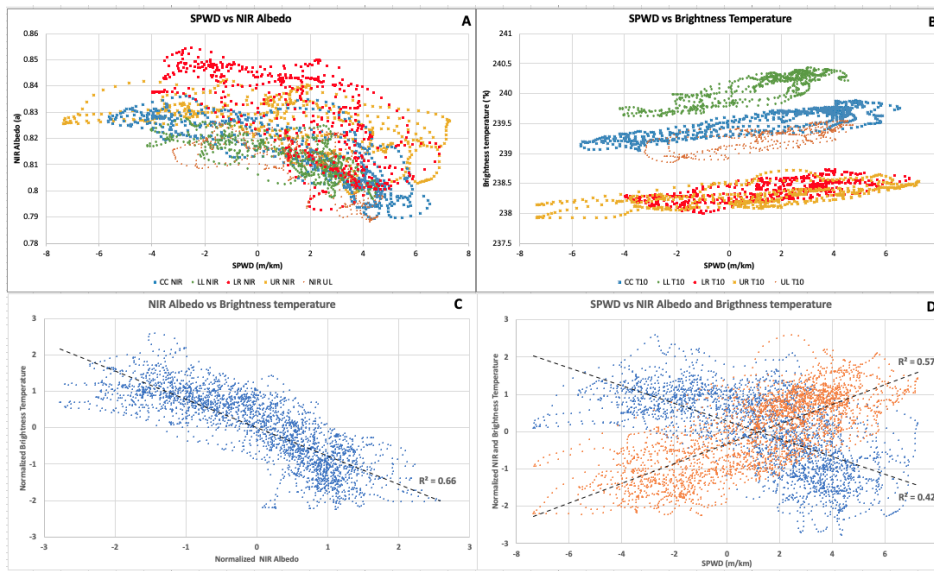 SPWD vs NIR Albedo
A
0.86
0.85
0.84
0.83
0.82
0.81
0.8
0.79
0.78
NIR Albedo (a)
-8 -6 -4 -2 0 2 4 6 8
SPWD (m/km)
CC NIR LL NIR LR NIR UR NIR NIR UL
SPWD vs Brightness Temperature
B
241
240.5
240
239.5
239
238.5
238
237.5
Brightness temperature (°k)
-8 -6 -4 -2 0 2 4 6
SPWD (m/km)
CC T10 LL T10 LR T10 UR T10 UL T10
NIR Albedo vs Brightness temperature
C
3
2
1
0
-1
-2
-3
Normalized Brightness Temperature
R² = 0.66
-3 -2 -1 0 1 2 3
Normalized NIR Albedo
SPWD vs NIR Albedo and Brigthness temperature
D
3
2
1
0
-1
-2
-3
Normalized NIR and Brightness Temperature
R² = 0.57
R² = 0.42
-8 -6 -4 -2 0 2 4 6 8
SPWD (m/km)